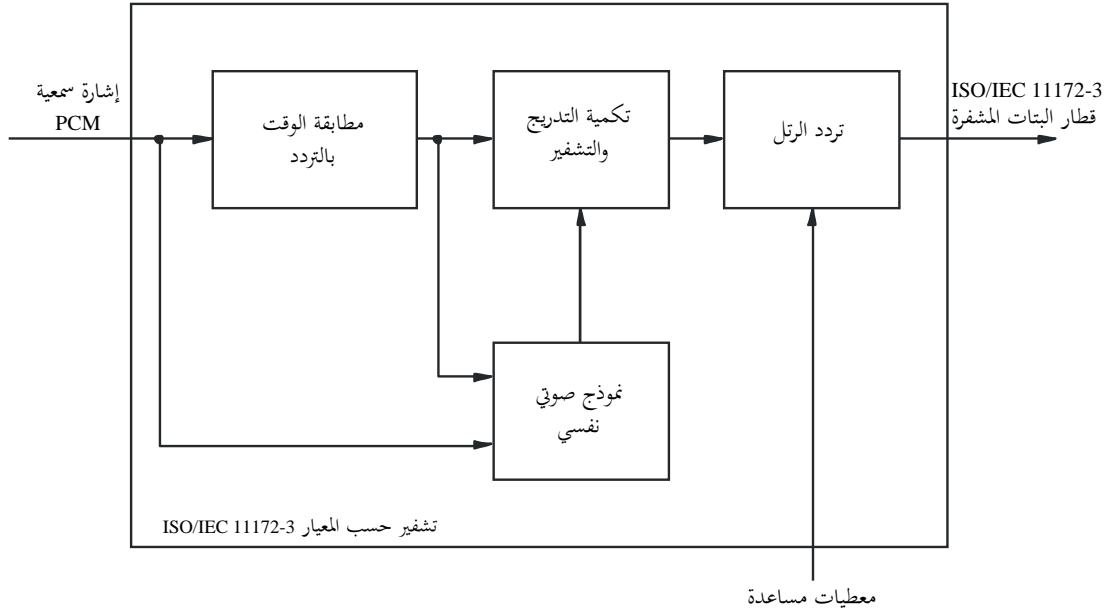 إشارة سمعية
PCM
مطابقة الوقت
بالتردد
تكمية التدريج
والتشفير
تردد الرتل
ISO/IEC 11172-3
قطار البتات المشفرة
نموذج صوتي
نفسي
تشفير حسب المعيار ISO/IEC 11172-3
معطيات مساعدة